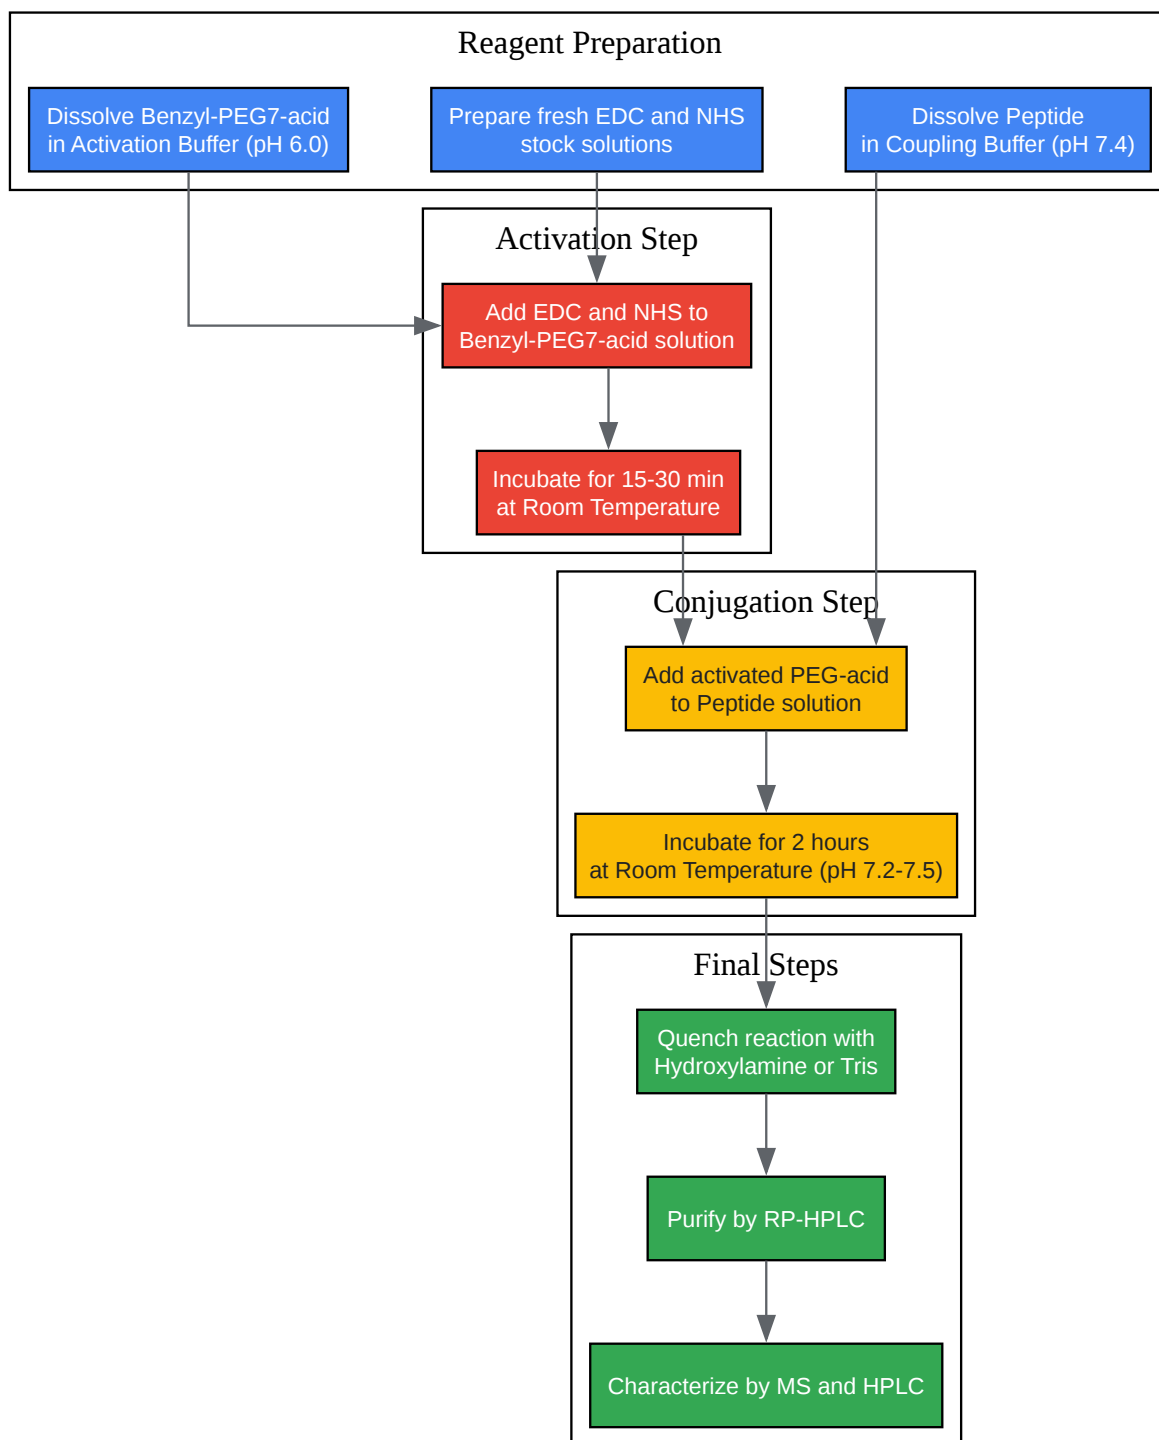 Reagent Preparation
Dissolve Benzyl-PEG7-acid
in Activation Buffer (pH 6.0)
Prepare fresh EDC and NHS
stock solutions
Dissolve Peptide
in Coupling Buffer (pH 7.4)
Activation Step
Add EDC and NHS to
Benzyl-PEG7-acid solution
Incubate for 15-30 min
at Room Temperature
Conjugation Step
Add activated PEG-acid
to Peptide solution
Incubate for 2 hours
at Room Temperature (pH 7.2-7.5)
Final Steps
Quench reaction with
Hydroxylamine or Tris
Purify by RP-HPLC
Characterize by MS and HPLC